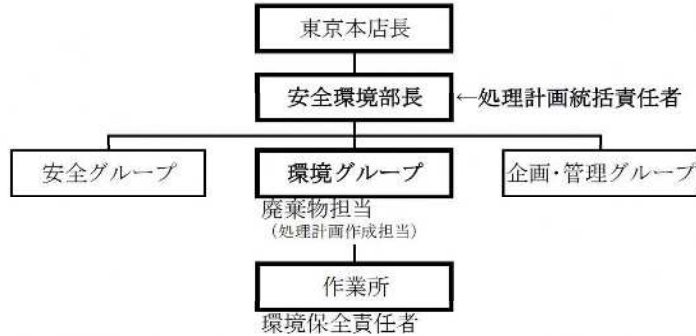 東京本店長
安全環境部長 ←処理計画統括責任者
安全グループ 環境グループ 企画・管理グループ
廃棄物担当
(処理計画作成担当)
作業所
環境保全責任者